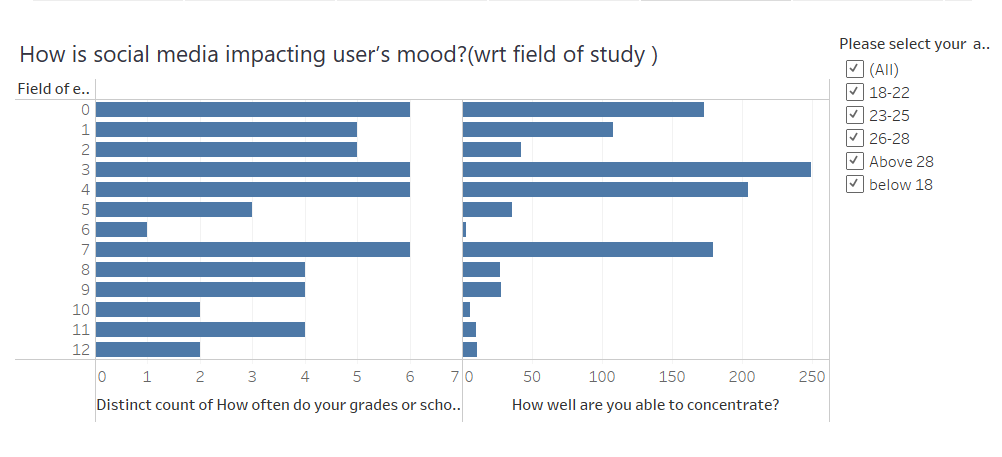 How is social media impacting user's mood?(wrt field of study )
Please select your a..
(All)
18-22
23-25
26-28
Above 28
below 18
Field of e..
0
1
2
3
4
5
6
7
8
9
10
11
12
0 1 2 3 4 5 6 7 0 50 100 150 200 250
Distinct count of How often do your grades or scho.. How well are you able to concentrate?